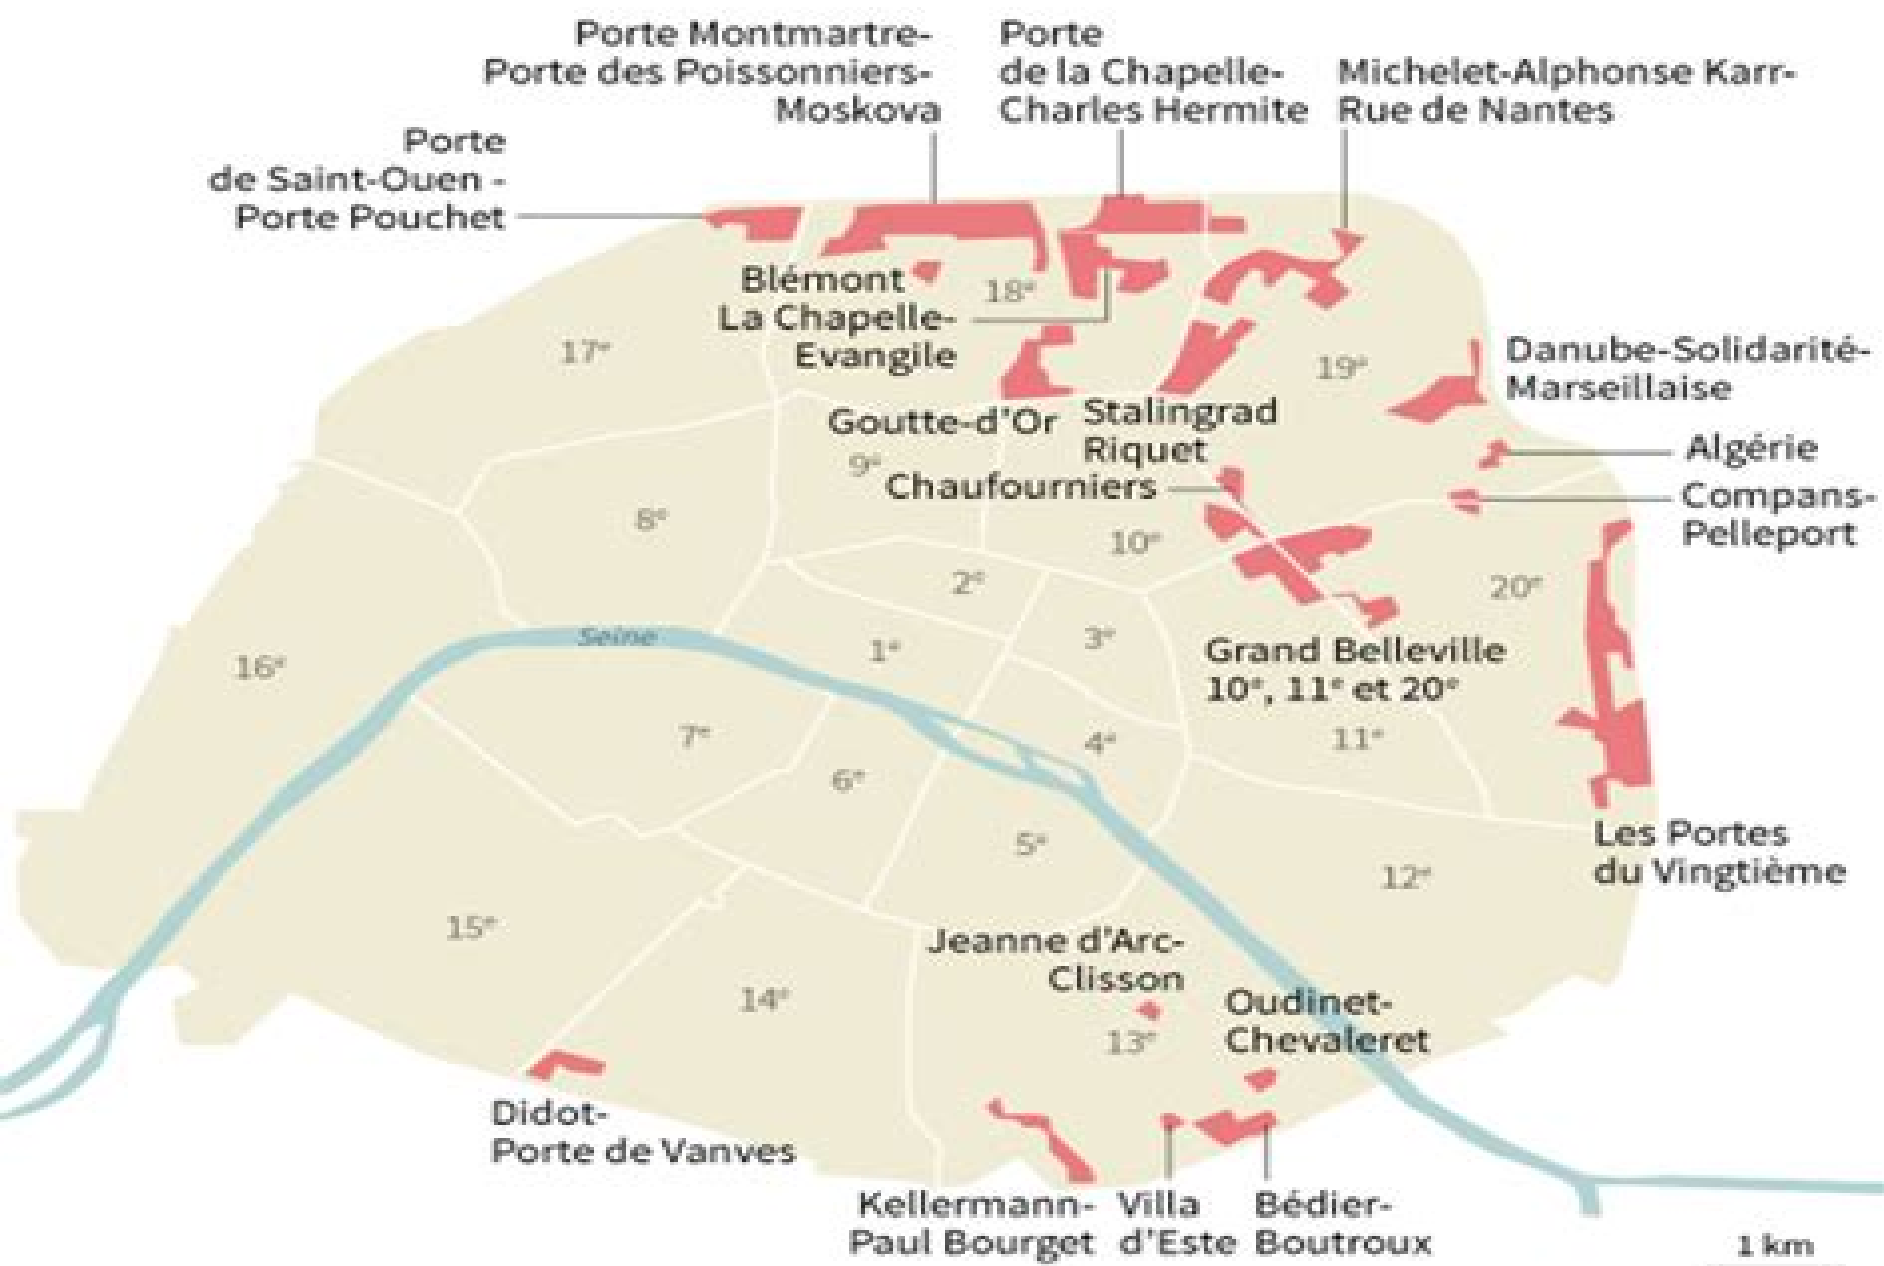 Porte Montmartre-
Porte des Poissonniers-
Moskova
Porte
de la Chapelle-
Charles Hermite
Michelet-Alphonse Karr-
Rue de Nantes
Porte
de Saint-Ouen -
Porte Pouchet
Blémont
18e
La Chapelle-
Evangile
17e
19e
Danube-Solidarité-
Marseillaise
Goutte-d'Or
Stalingrad
Riquet
Algérie
9e
Chaufourniers
Compans-
Pelleport
8e
10e
2e
20e
Seine
1e
3e
16e
Grand Belleville
10e, 11e et 20e
7e
4e
11e
6e
5e
Les Portes
du Vingtième
12e
15e
Jeanne d'Arc-
Clisson
14e
Oudinet-
Chevaleret
13e
Didot-
Porte de Vanves
Kellermann-
Paul Bourget
Villa
d'Este
Bédier-
Boutroux
1 km